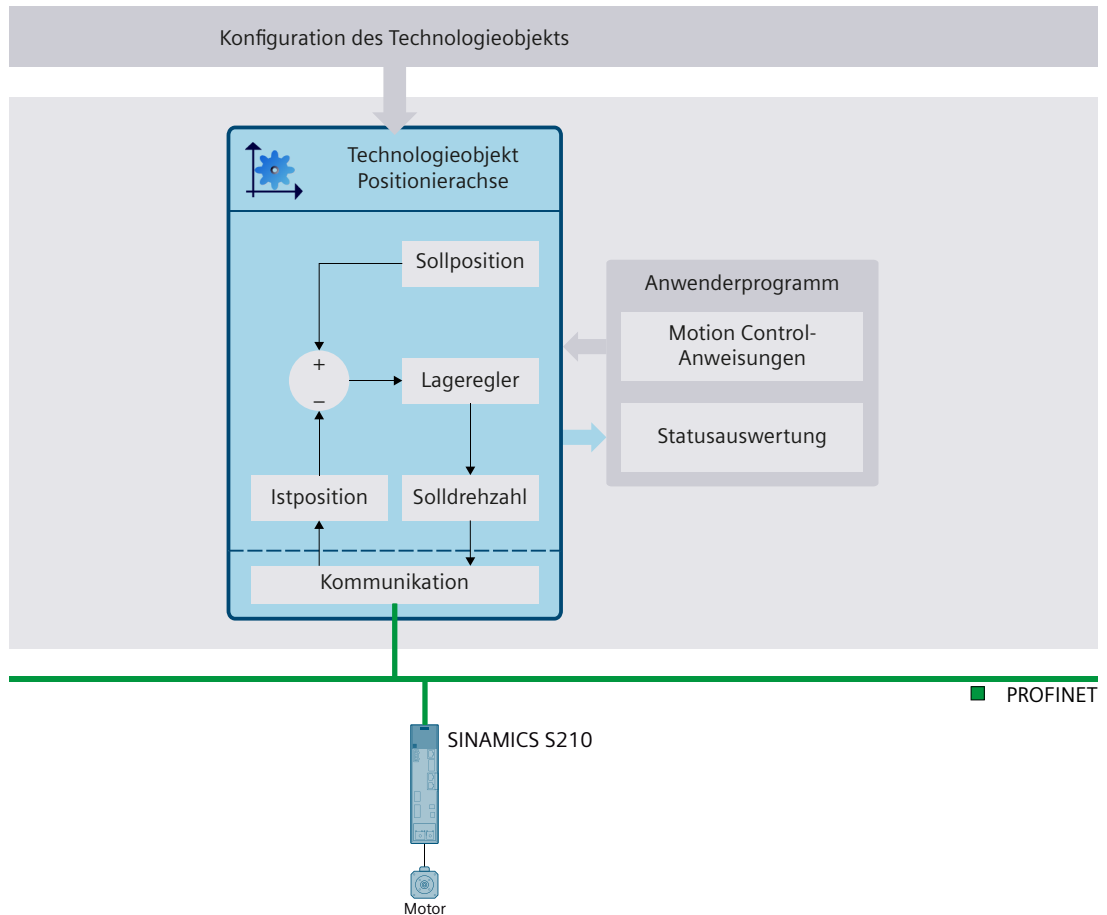 Konfiguration des Technologieobjekts
Technologieobjekt
Positionierachse
Sollposition
Anwenderprogramm
Motion Control-
Anweisungen
+
Lageregler
−
Statusauswertung
Istposition
Solldrehzahl
Kommunikation
PROFINET
SINAMICS S210
Motor